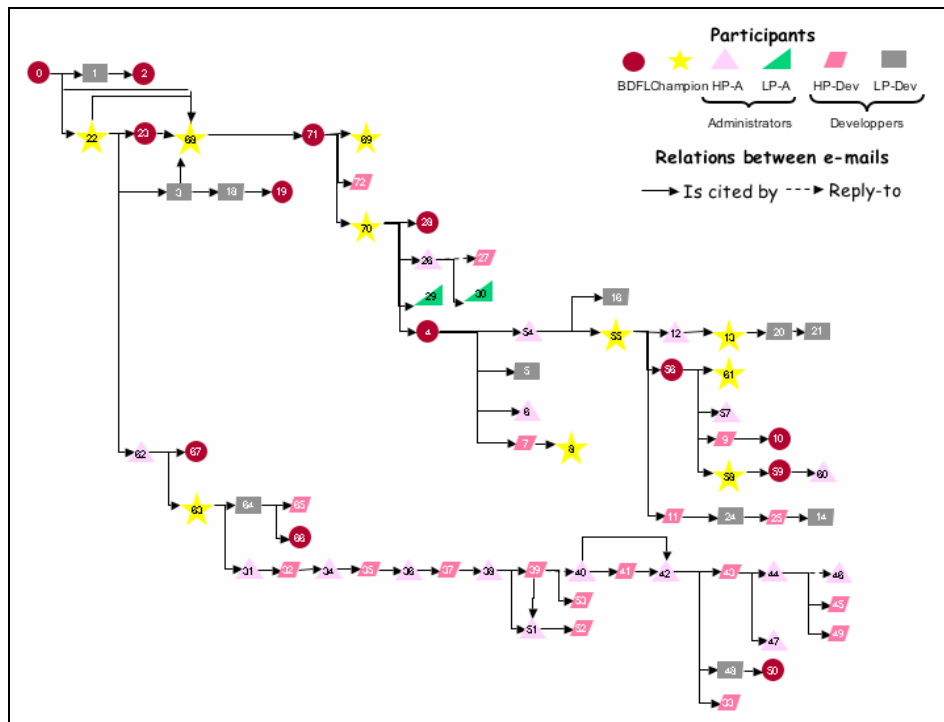 Participants
BDFL Champion HP-A LP-A HP-Dev LP-Dev
Administrators Developpers
Relations between e-mails
Is cited by Reply-to
0 1 2
22 23 68 71 69
3 18 19 72
70 28
26 27
29 30
16
4 54 55 12 13 20 21
5 56 61
6 57
7 8 9 10
62 67 58 59 60
63 64 65 11 24 25 14
66
31 32 34 35 36 37 38 39 40 41 42 43 44 46
53 45
51 52 49
47
48 50
33